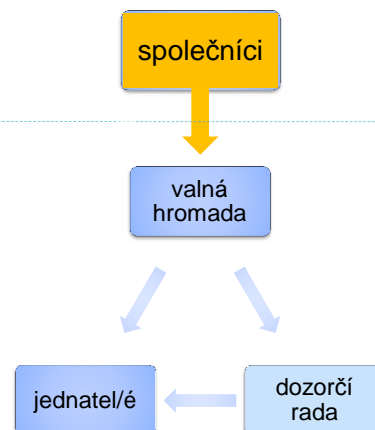 společníci
valná
hromada
jednatel/é
dozorčí
rada